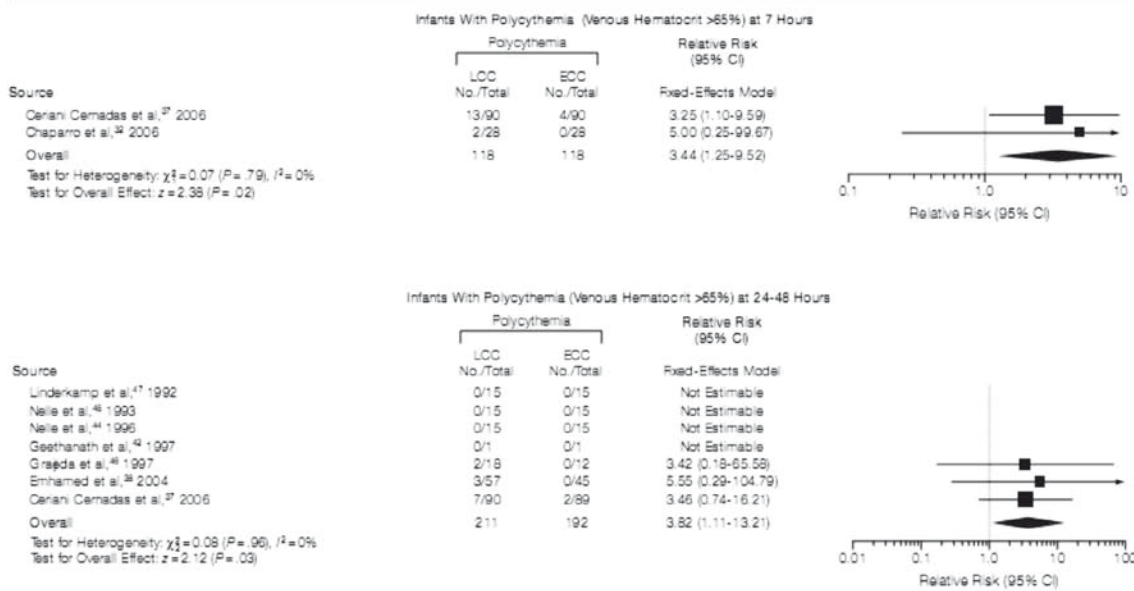 Infants With Polycythemia (Venous Hematocrit >65%) at 7 Hours
Polycythemia Relative Risk
(95% CI)
LCC ECC
Source No./Total No./Total Fixed-Effects Model
Ceriani Cernadas et al,37 2006 13/90 4/90 3.25 (1.10-9.59)
Chaparro et al,32 2006 2/28 0/28 5.00 (0.25-99.67)
Overall 118 118 3.44 (1.25-9.52)
Test for Heterogeneity: χ²₁=0.07 (P=.79), I²=0%
Test for Overall Effect: z=2.38 (P=.02)
0.1 1.0 10
Relative Risk (95% CI)
Infants With Polycythemia (Venous Hematocrit >65%) at 24-48 Hours
Polycythemia Relative Risk
(95% CI)
LCC ECC
Source No./Total No./Total Fixed-Effects Model
Linderkamp et al,47 1992 0/15 0/15 Not Estimable
Nelle et al, 1993 0/15 0/15 Not Estimable
Nelle et al,44 1996 0/15 0/15 Not Estimable
Geethanath et al, 1997 0/1 0/1 Not Estimable
et al, 1997 2/18 0/12 3.42 (0.18-65.58)
Emhamed et al, 2004 3/57 0/45 5.55 (0.29-104.79)
Ceriani Cernadas et al,37 2006 7/90 2/89 3.46 (0.74-16.21)
Overall 211 192 3.82 (1.11-13.21)
Test for Heterogeneity: χ²₂=0.08 (P=.96), I²=0%
Test for Overall Effect: z=2.12 (P=.03)
0.01 0.1 1.0 10 100
Relative Risk (95% CI)